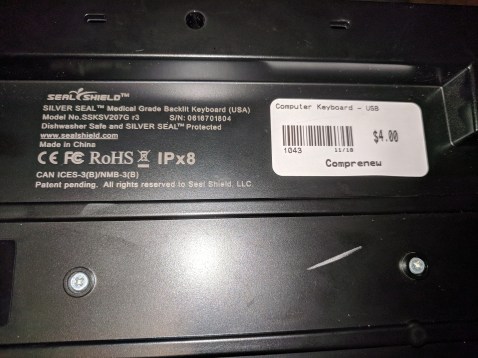 SEAL SHIELD™
SILVER SEAL™ Medical Grade Backlit Keyboard (USA)
Model No.SSKSV207G r3 S/N: 0616701804
Dishwasher Safe and SILVER SEAL™ Protected
www.sealshield.com
Made in China
CE FC RoHS IPx8
CAN ICES-3(B)/NMB-3(B)
Patent pending. All rights reserved to Seal Shield, LLC.
Computer Keyboard - USB
$4.00
1043 11/18
Comprenew